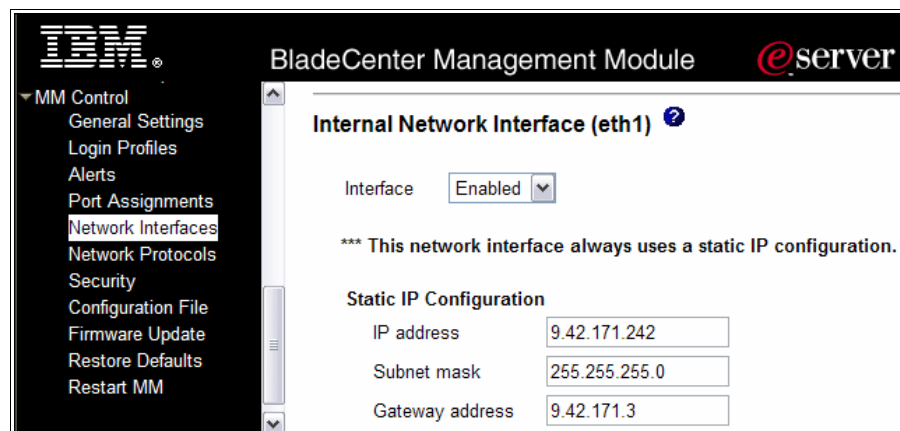 IBM®
BladeCenter Management Module
eserver
MM Control
General Settings
Login Profiles
Alerts
Port Assignments
Network Interfaces
Network Protocols
Security
Configuration File
Firmware Update
Restore Defaults
Restart MM
Internal Network Interface (eth1) ?
Interface Enabled
*** This network interface always uses a static IP configuration.
Static IP Configuration
IP address 9.42.171.242
Subnet mask 255.255.255.0
Gateway address 9.42.171.3